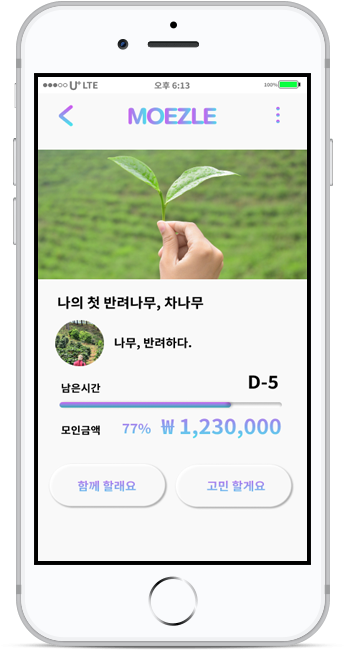 U+ LTE
오후 6:13
100%
MOEZLE
나의 첫 반려나무, 차나무
나무, 반려하다.
남은시간
D-5
모인금액 77% ₩ 1,230,000
함께 할래요
고민 할게요